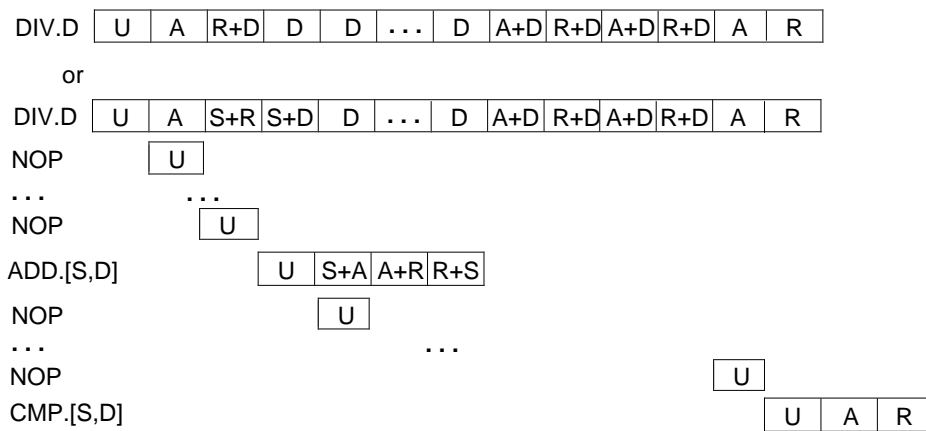 DIV.D U A R+D D D ... D A+D R+D A+D R+D A R
or
DIV.D U A S+R S+D D ... D A+D R+D A+D R+D A R
NOP U
... ...
NOP U
ADD.[S,D] U S+A A+R R+S
NOP U
... ...
NOP U
CMP.[S,D] U A R